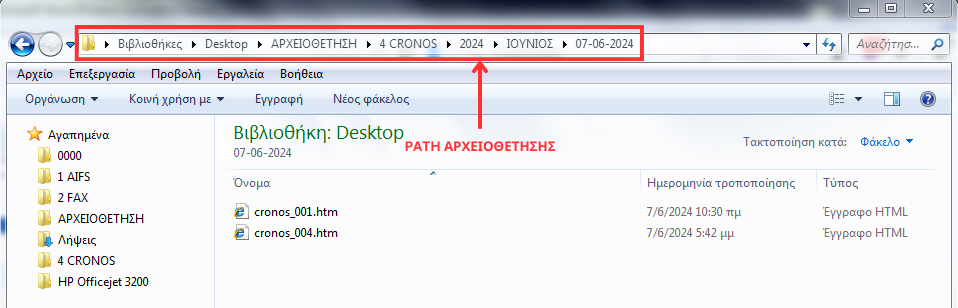 Βιβλιοθήκες ▸ Desktop ▸ ΑΡΧΕΙΟΘΕΤΗΣΗ ▸ 4 CRONOS ▸ 2024 ▸ ΙΟΥΝΙΟΣ ▸ 07-06-2024
Αναζήτησ...
Αρχείο Επεξεργασία Προβολή Εργαλεία Βοήθεια
Οργάνωση Κοινή χρήση με Εγγραφή Νέος φάκελος
Αγαπημένα
0000
1 AIFS
2 FAX
ΑΡΧΕΙΟΘΕΤΗΣΗ
Λήψεις
4 CRONOS
HP Officejet 3200
Βιβλιοθήκη: Desktop
07-06-2024
PATH ΑΡΧΕΙΟΘΕΤΗΣΗΣ
Τακτοποίηση κατά: Φάκελο
Όνομα Ημερομηνία τροποποίησης Τύπος
cronos_001.htm 7/6/2024 10:30 πμ Έγγραφο HTML
cronos_004.htm 7/6/2024 5:42 μμ Έγγραφο HTML